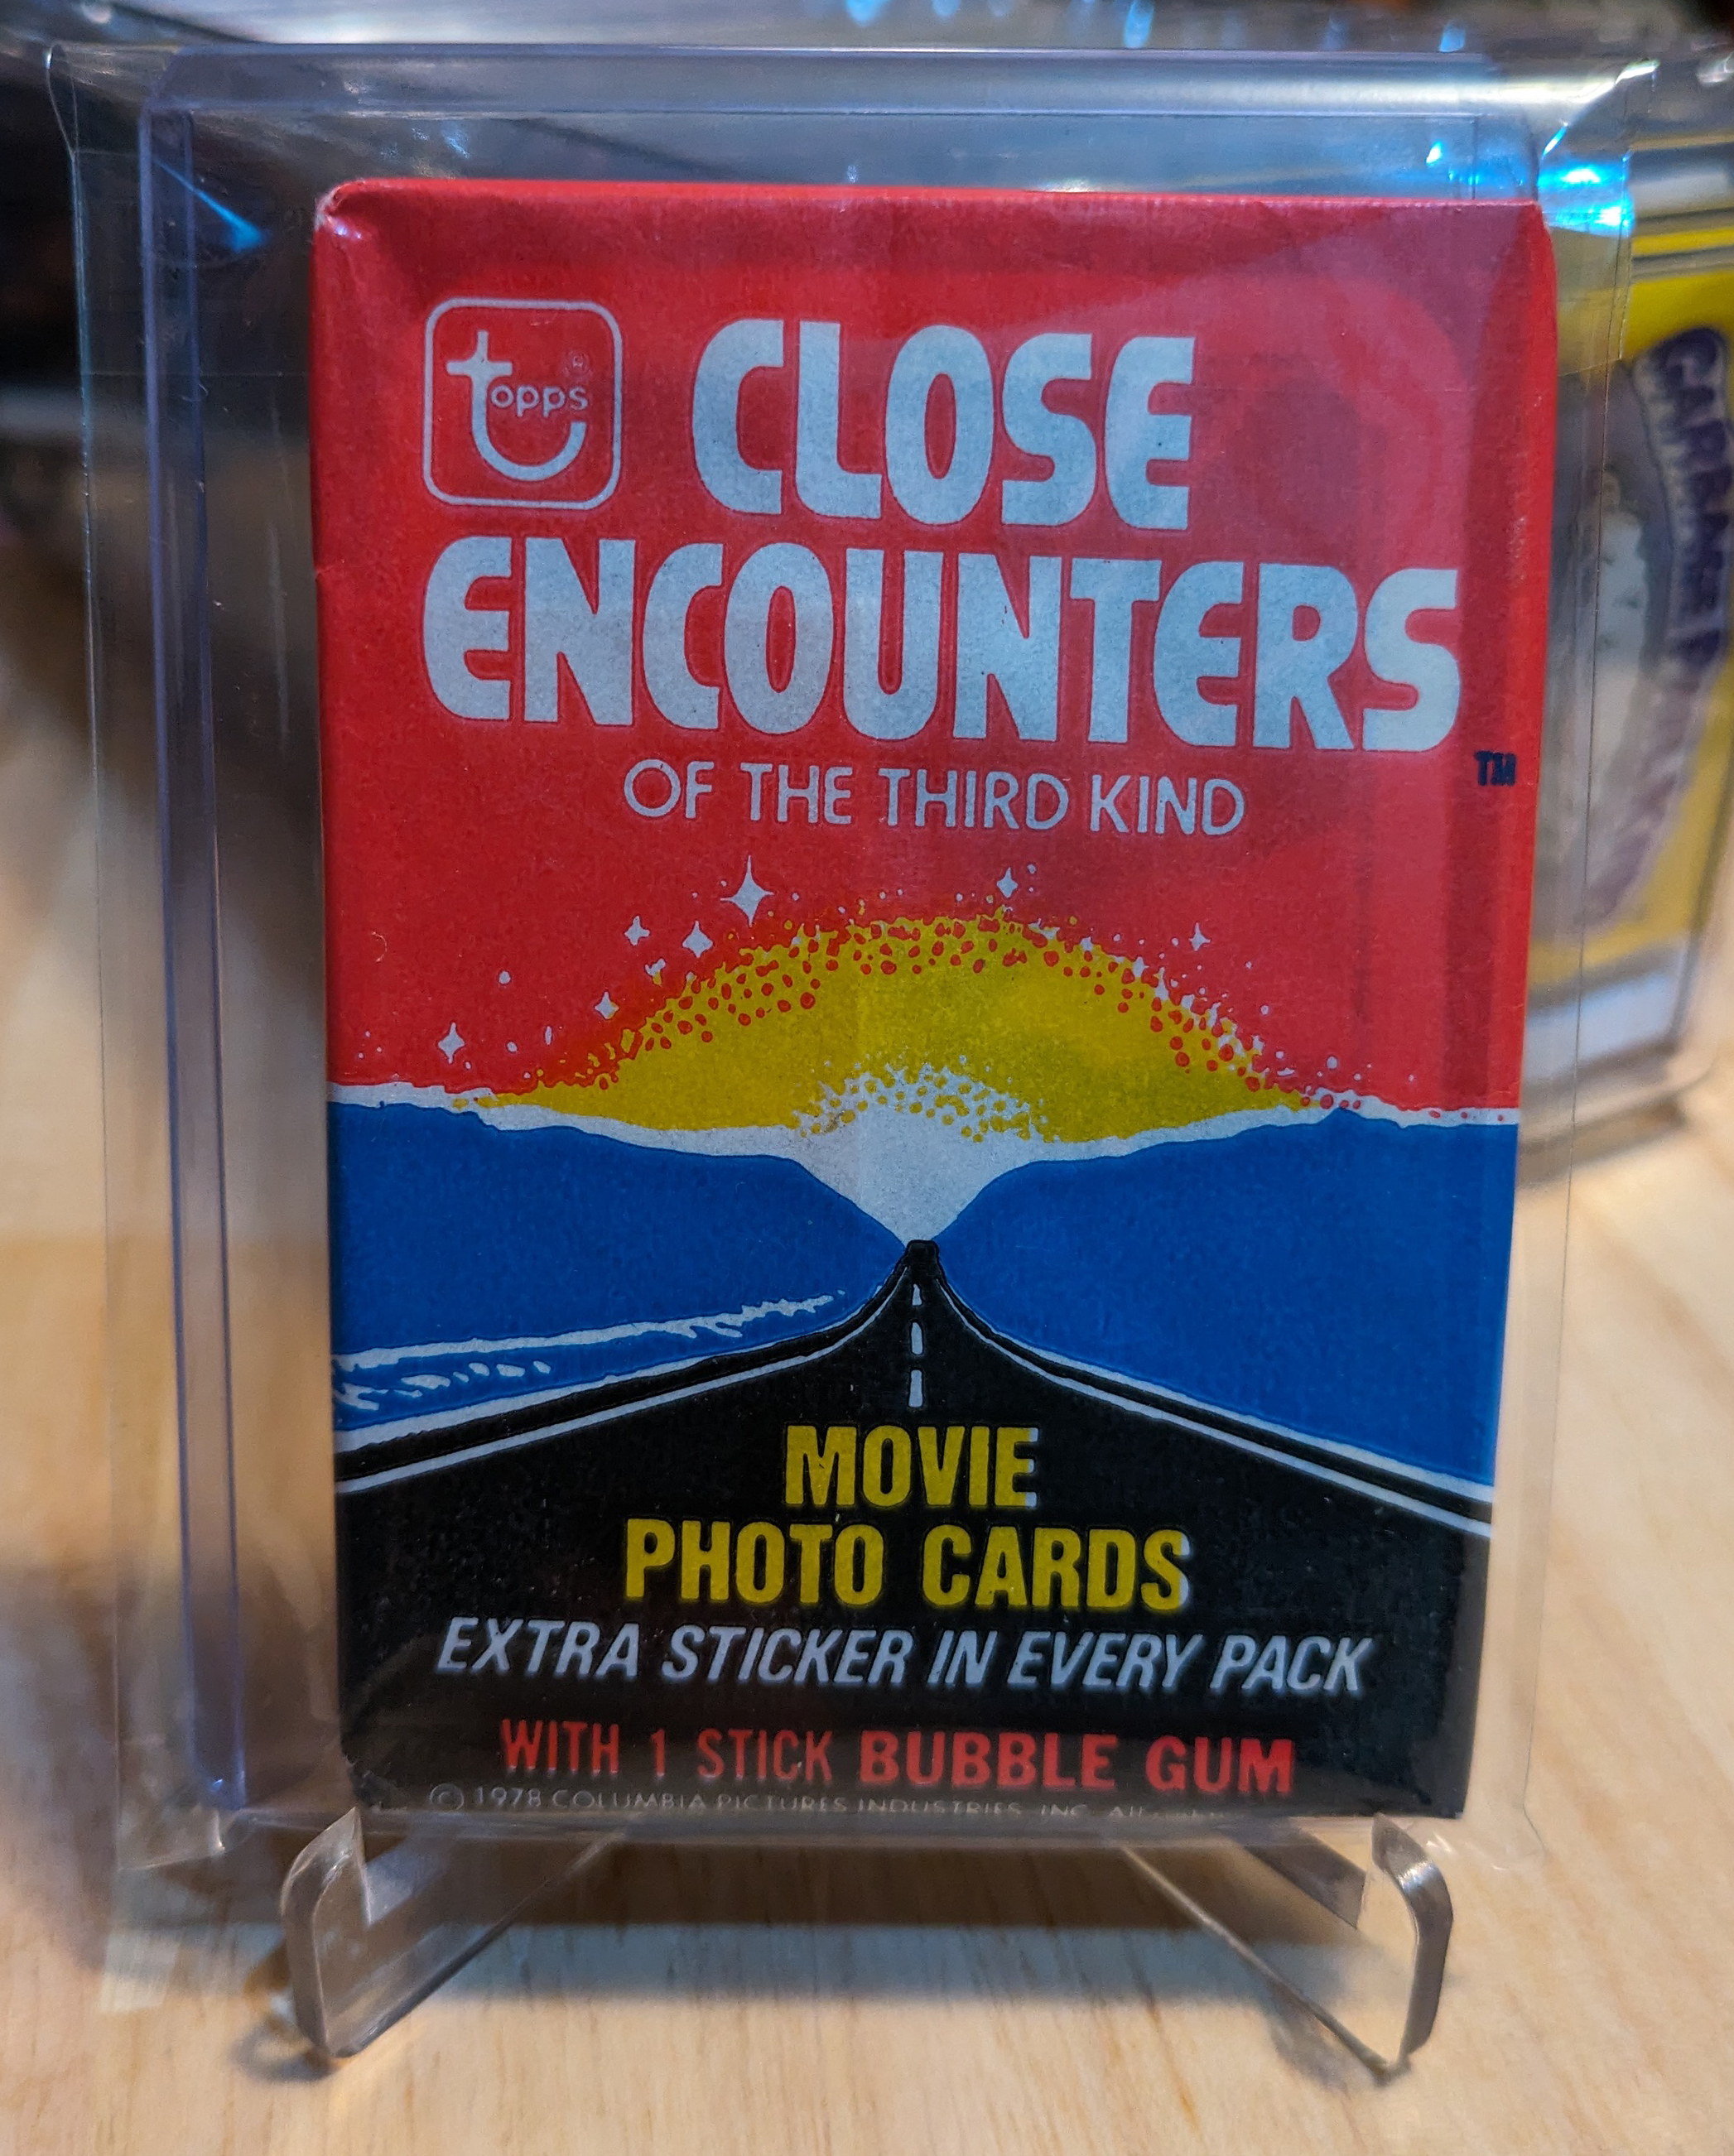 topps ®
CLOSE
ENCOUNTERS
TM
OF THE THIRD KIND
MOVIE
PHOTO CARDS
EXTRA STICKER IN EVERY PACK
WITH 1 STICK BUBBLE GUM
© 1978 COLUMBIA PICTURES INDUSTRIES, INC.
GARBAGE